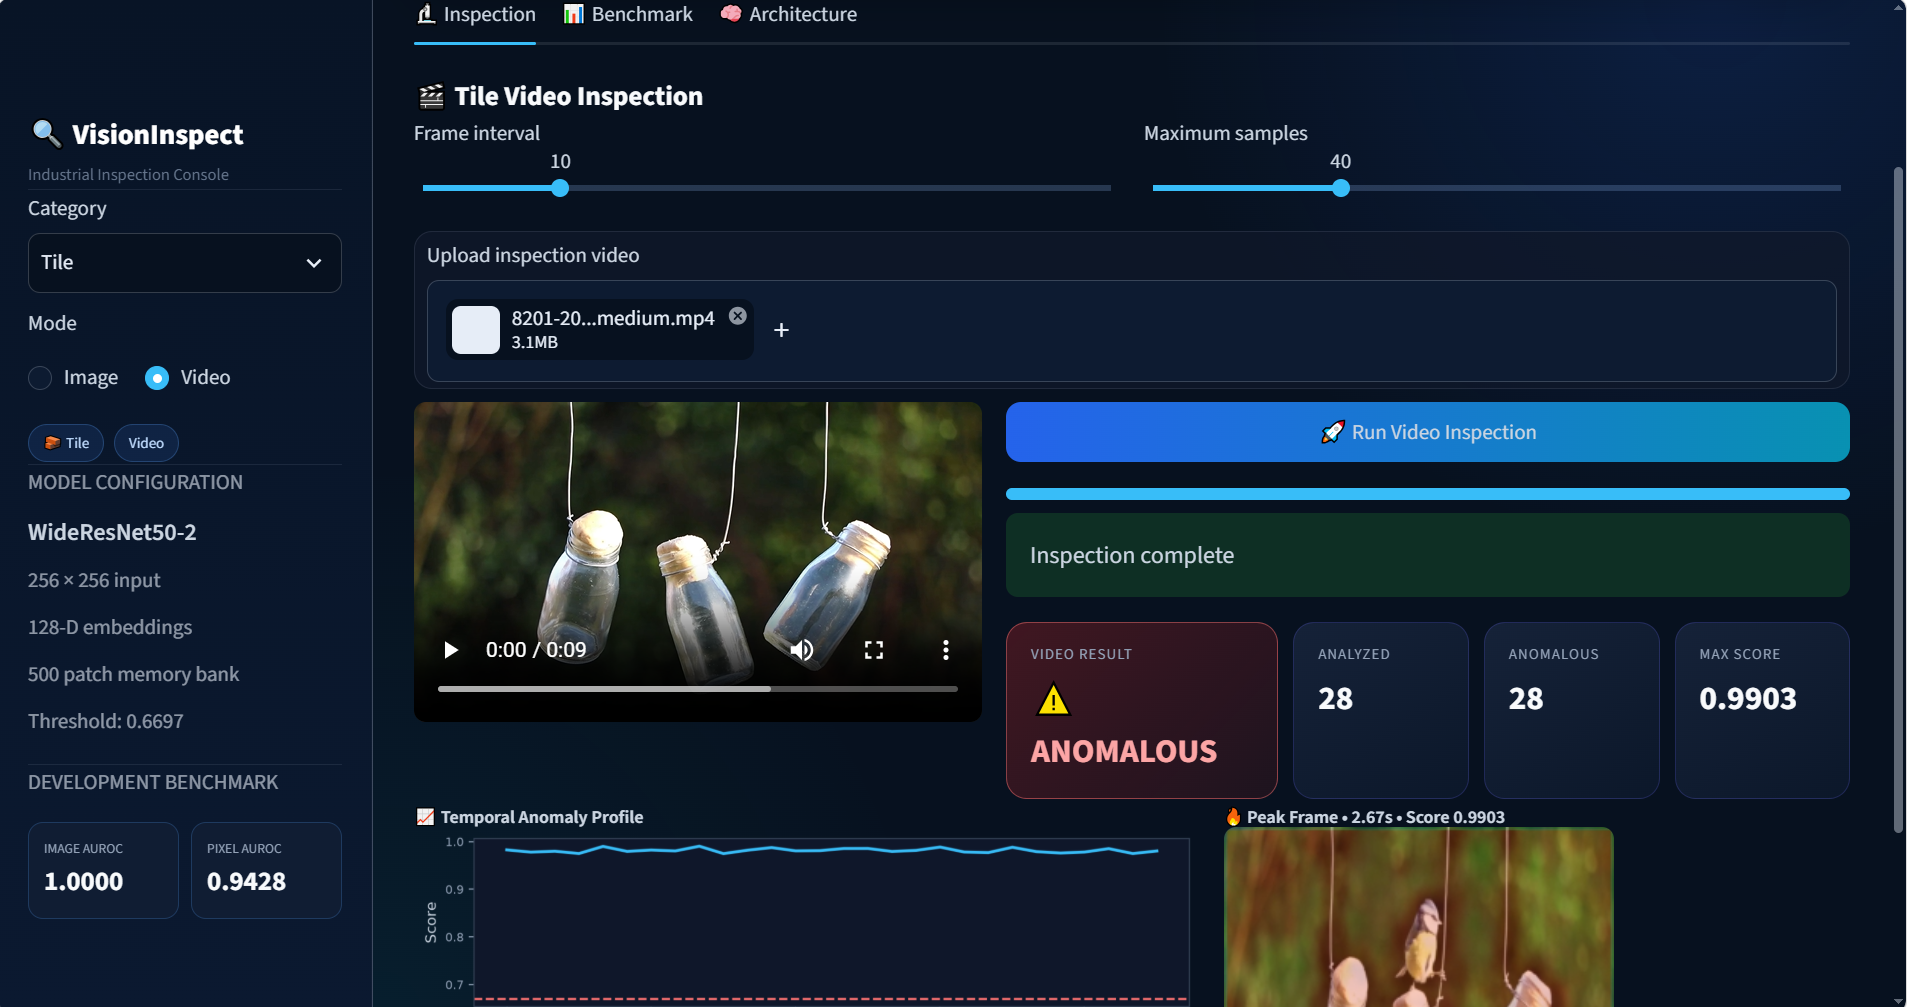 VisionInspect
Industrial Inspection Console
Category
Tile
Mode
Image
Video
Tile
Video
MODEL CONFIGURATION
WideResNet50-2
256 × 256 input
128-D embeddings
500 patch memory bank
Threshold: 0.6697
DEVELOPMENT BENCHMARK
IMAGE AUROC
1.0000
PIXEL AUROC
0.9428
Inspection
Benchmark
Architecture
Tile Video Inspection
Frame interval
10
Maximum samples
40
Upload inspection video
8201-20...medium.mp4
3.1MB
Run Video Inspection
0:00 / 0:09
Inspection complete
VIDEO RESULT
ANOMALOUS
ANALYZED
28
ANOMALOUS
28
MAX SCORE
0.9903
Temporal Anomaly Profile
1.0
0.9
0.8
0.7
Score
Peak Frame • 2.67s • Score 0.9903